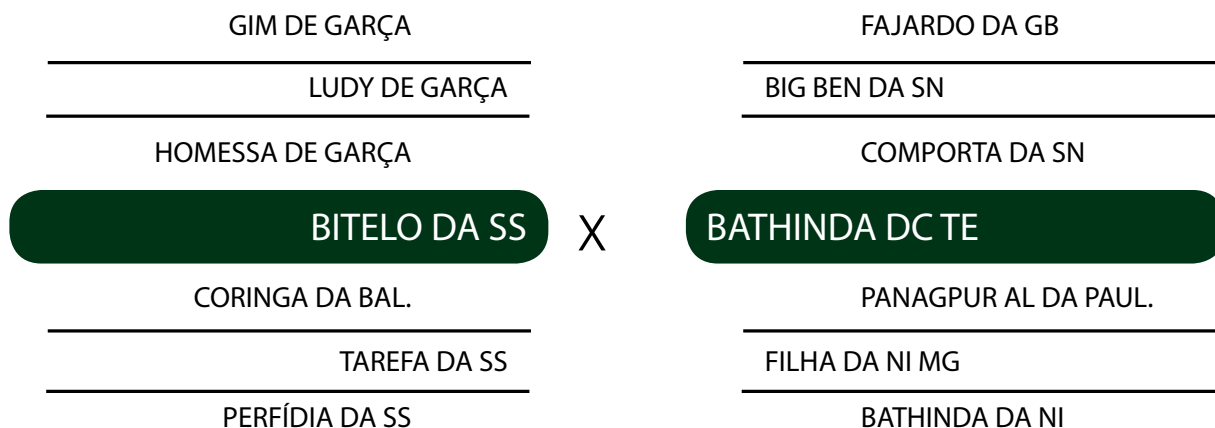 GIM DE GARÇA
LUDY DE GARÇA
HOMESSA DE GARÇA
BITELO DA SS
CORINGA DA BAL.
TAREFA DA SS
PERFÍDIA DA SS
X
FAJARDO DA GB
BIG BEN DA SN
COMPORTA DA SN
BATHINDA DC TE
PANAGPUR AL DA PAUL.
FILHA DA NI MG
BATHINDA DA NI